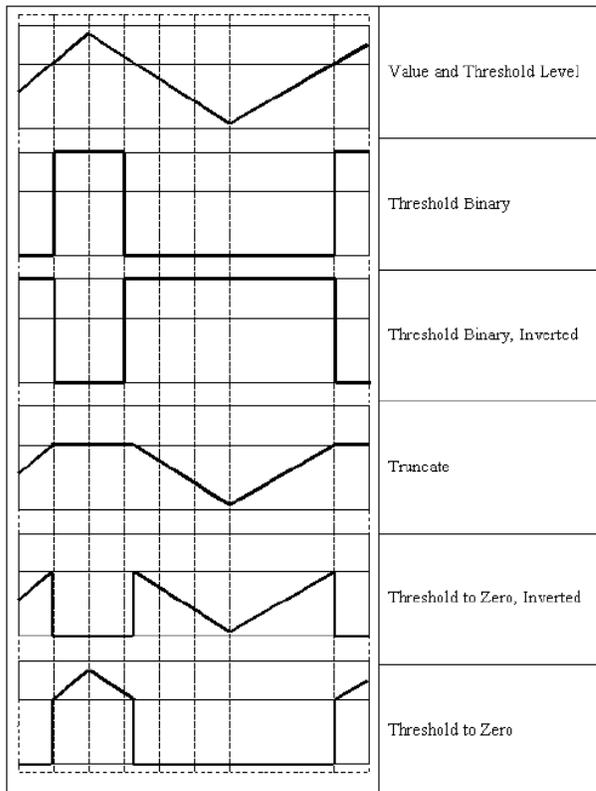 Value and Threshold Level
Threshold Binary
Threshold Binary, Inverted
Truncate
Threshold to Zero, Inverted
Threshold to Zero